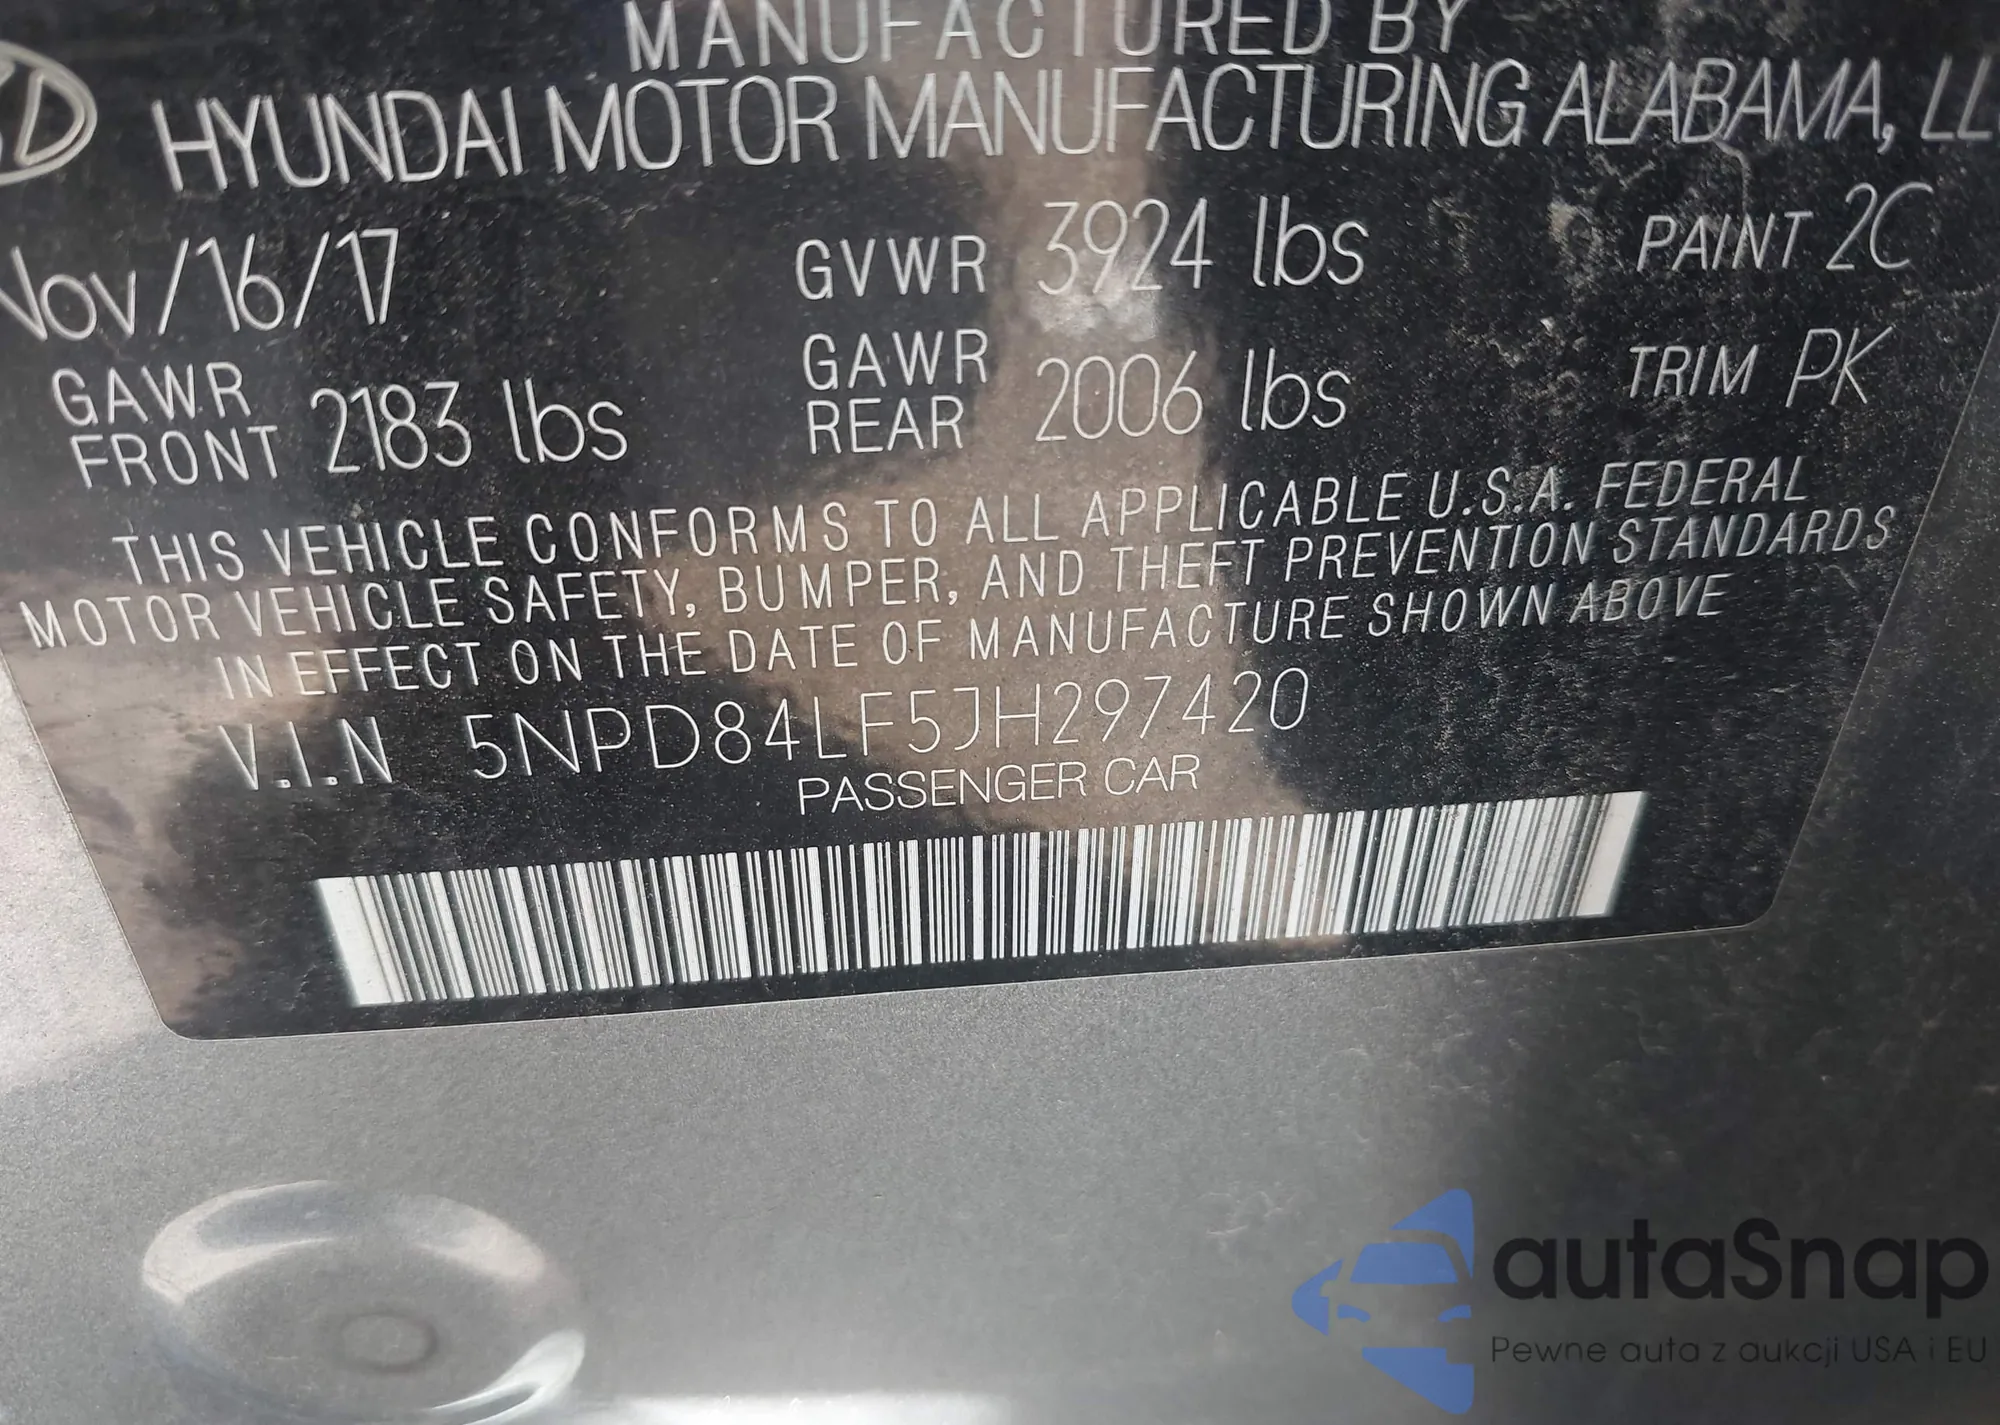 MANUFACTURED BY
HYUNDAI MOTOR MANUFACTURING ALABAMA, LLC
Nov/16/17 GVWR 3924 lbs PAINT 2C
GAWR FRONT 2183 lbs GAWR REAR 2006 lbs TRIM PK
THIS VEHICLE CONFORMS TO ALL APPLICABLE U.S.A. FEDERAL
MOTOR VEHICLE SAFETY, BUMPER, AND THEFT PREVENTION STANDARDS
IN EFFECT ON THE DATE OF MANUFACTURE SHOWN ABOVE
V.I.N 5NPD84LF5JH297420
PASSENGER CAR
autaSnap
Pewne auta z aukcji USA i EU